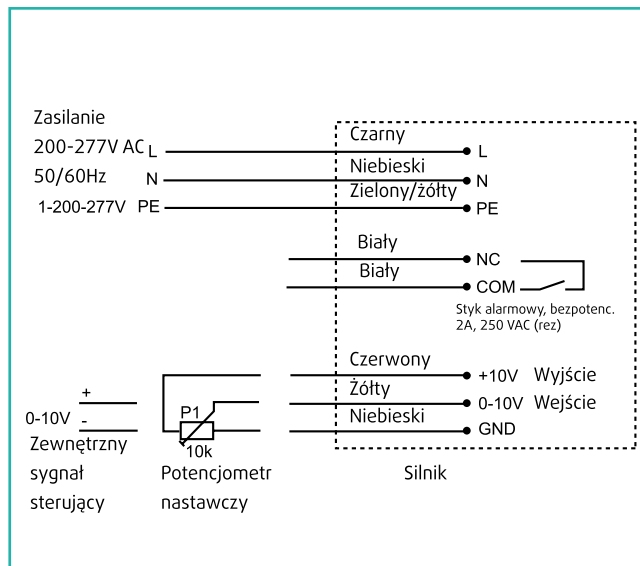 Zasilanie
200-277V AC L Czarny L
50/60Hz N Niebieski N
1-200-277V PE Zielony/żółty PE
Biały NC
Biały COM
Styk alarmowy, bezpotenc.
2A, 250 VAC (rez)
Czerwony +10V Wyjście
+ Żółty 0-10V Wejście
0-10V - P1 Niebieski GND
10k
Zewnętrzny
sygnał Potencjometr Silnik
sterujący nastawczy